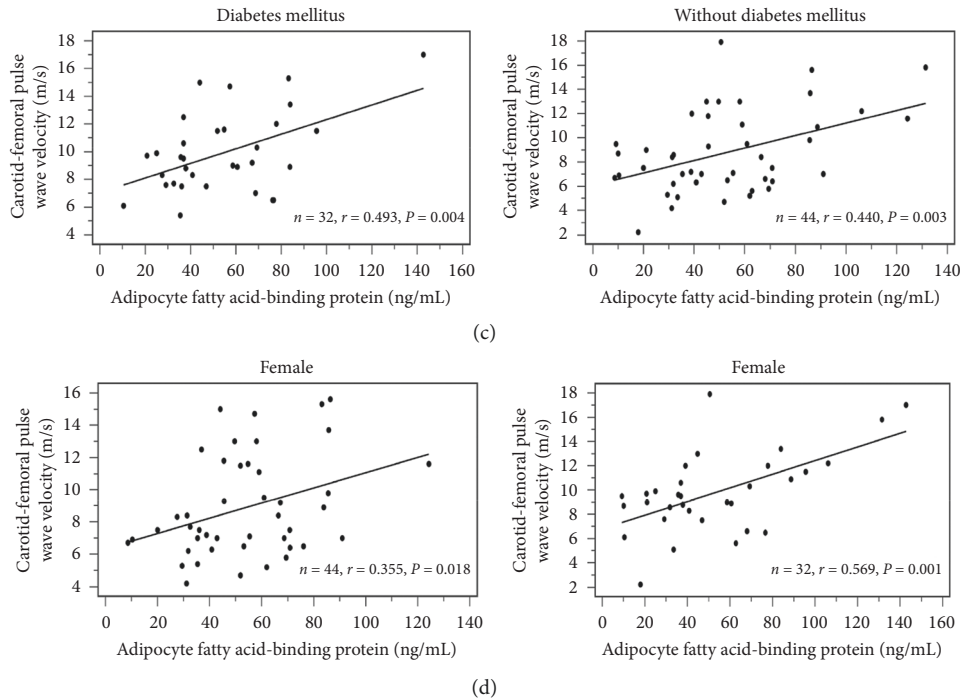 Diabetes mellitus
18
16
14
12
10
8
6
4
Carotid-femoral pulse
wave velocity (m/s)
n = 32, r = 0.493, P = 0.004
0 20 40 60 80 100 120 140 160
Adipocyte fatty acid-binding protein (ng/mL)
Without diabetes mellitus
18
16
14
12
10
8
6
4
2
Carotid-femoral pulse
wave velocity (m/s)
n = 44, r = 0.440, P = 0.003
0 20 40 60 80 100 120 140
Adipocyte fatty acid-binding protein (ng/mL)
(c)
Female
16
14
12
10
8
6
4
Carotid-femoral pulse
wave velocity (m/s)
n = 44, r = 0.355, P = 0.018
0 20 40 60 80 100 120 140
Adipocyte fatty acid-binding protein (ng/mL)
Female
18
16
14
12
10
8
6
4
2
Carotid-femoral pulse
wave velocity (m/s)
n = 32, r = 0.569, P = 0.001
0 20 40 60 80 100 120 140 160
Adipocyte fatty acid-binding protein (ng/mL)
(d)